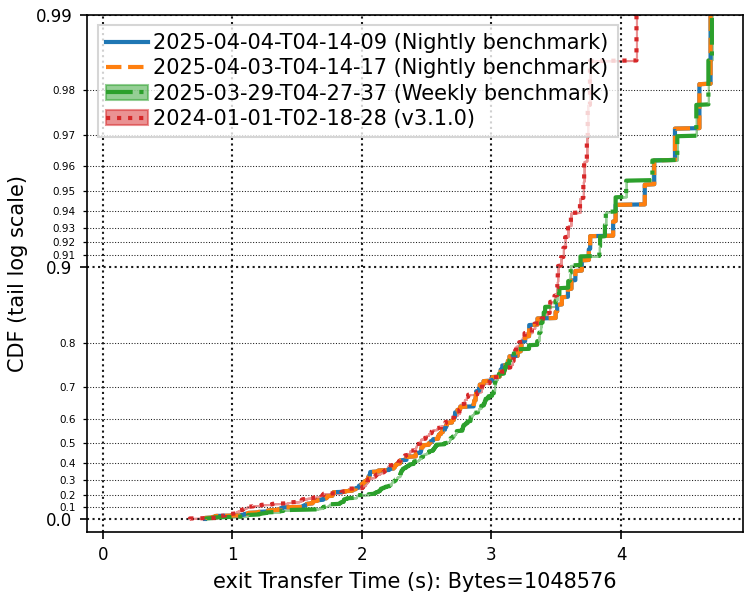 0.99
2025-04-04-T04-14-09 (Nightly benchmark)
2025-04-03-T04-14-17 (Nightly benchmark)
2025-03-29-T04-27-37 (Weekly benchmark)
2024-01-01-T02-18-28 (v3.1.0)
0.98
0.97
0.96
0.95
0.94
0.93
0.92
0.91
0.9
0.8
0.7
0.6
0.5
0.4
0.3
0.2
0.1
0.0
CDF (tail log scale)
0 1 2 3 4
exit Transfer Time (s): Bytes=1048576